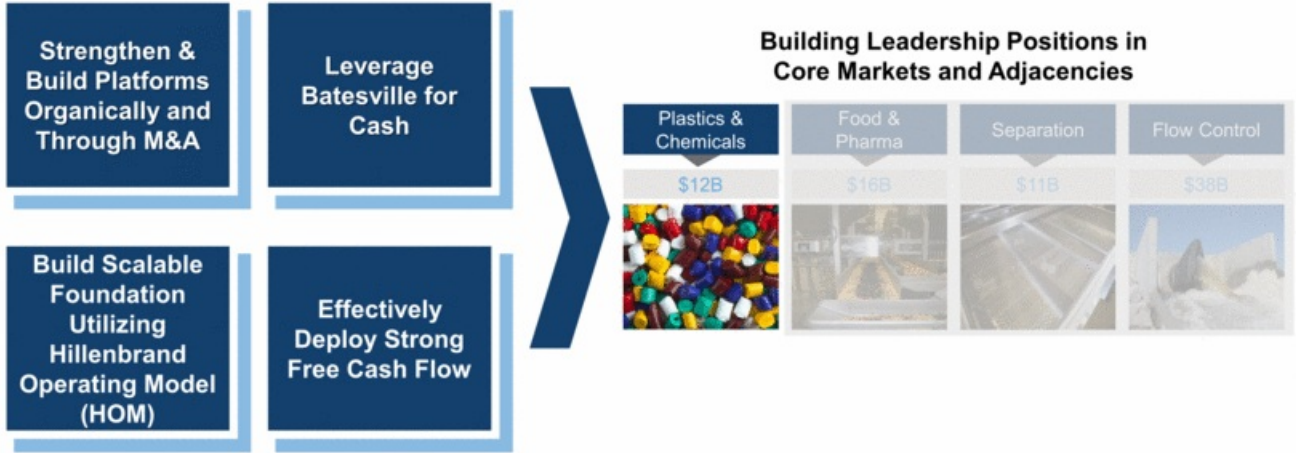 Strengthen &
Build Platforms
Organically and
Through M&A
Leverage
Batesville for
Cash
Build Scalable
Foundation
Utilizing
Hillenbrand
Operating Model
(HOM)
Effectively
Deploy Strong
Free Cash Flow
Building Leadership Positions in
Core Markets and Adjacencies
Plastics &
Chemicals
$12B
Food &
Pharma
$16B
Separation
$11B
Flow Control
$38B